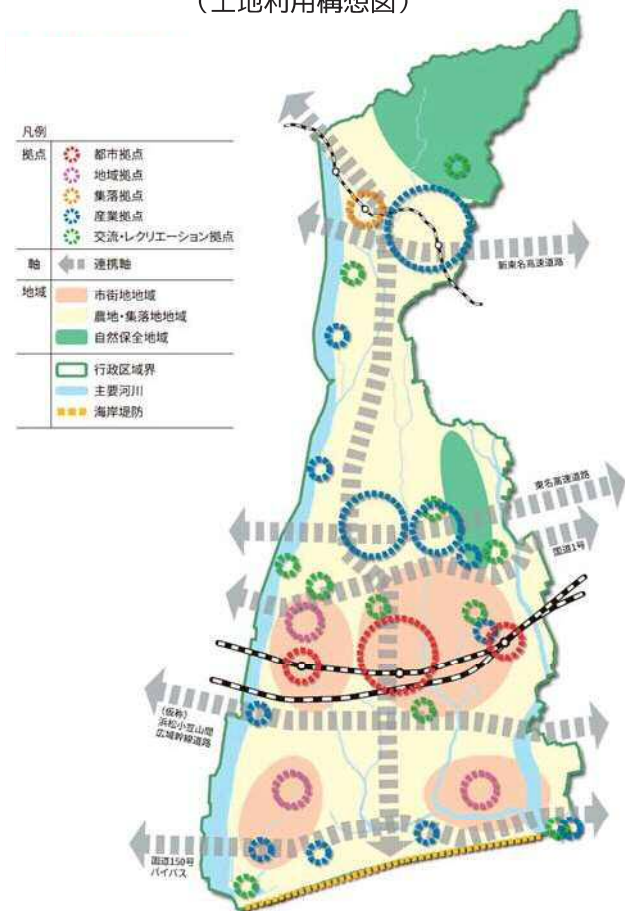 （土地利用構想図）
凡例
拠点
都市拠点
地域拠点
集落拠点
産業拠点
交流・レクリエーション拠点
軸
連携軸
地域
市街地地域
農地・集落地地域
自然保全地域
行政区域界
主要河川
海岸堤防
新東名高速道路
東名高速道路
国道1号
（仮称）
浜松小笠山間
広域幹線道路
国道150号
バイパス